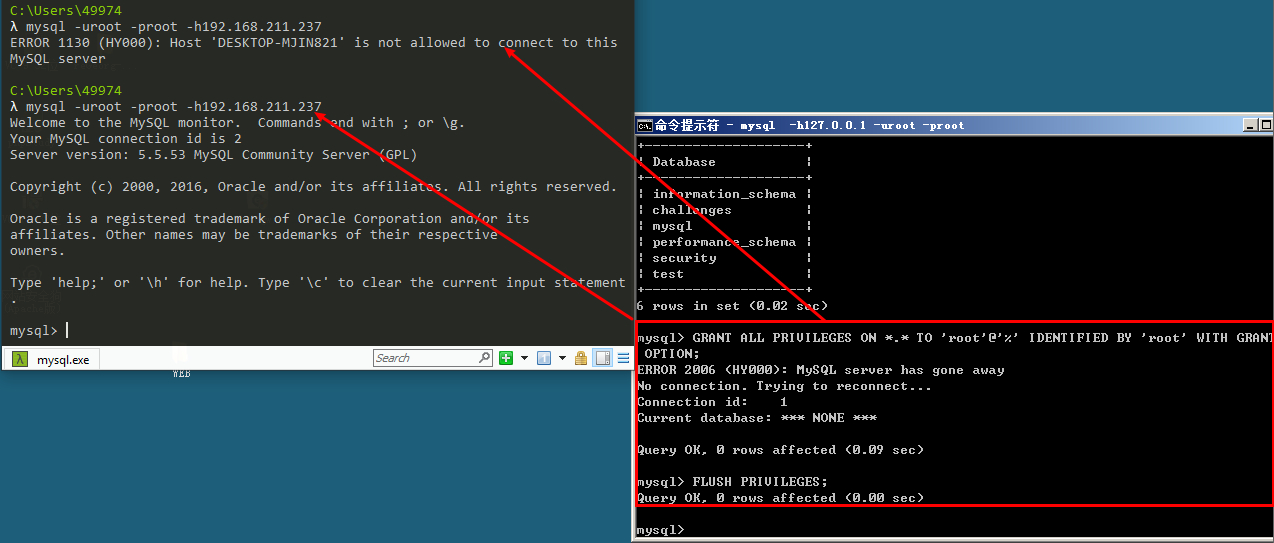 C:\Users\49974
λ mysql -uroot -proot -h192.168.211.237
ERROR 1130 (HY000): Host 'DESKTOP-MJIN821' is not allowed to connect to this
MySQL server
C:\Users\49974
λ mysql -uroot -proot -h192.168.211.237
Welcome to the MySQL monitor.  Commands end with ; or \g.
Your MySQL connection id is 2
Server version: 5.5.53 MySQL Community Server (GPL)
Copyright (c) 2000, 2016, Oracle and/or its affiliates. All rights reserved.
Oracle is a registered trademark of Oracle Corporation and/or its
affiliates. Other names may be trademarks of their respective
owners.
Type 'help;' or '\h' for help. Type '\c' to clear the current input statement
.
mysql>
λ mysql.exe
Search
WEB
命令提示符 - mysql  -h127.0.0.1 -uroot -proot
+--------------------+
| Database           |
+--------------------+
| information_schema |
| challenges         |
| mysql              |
| performance_schema |
| security           |
| test               |
+--------------------+
6 rows in set (0.02 sec)
mysql> GRANT ALL PRIVILEGES ON *.* TO 'root'@'%' IDENTIFIED BY 'root' WITH GRANT
OPTION;
ERROR 2006 (HY000): MySQL server has gone away
No connection. Trying to reconnect...
Connection id:    1
Current database: *** NONE ***
Query OK, 0 rows affected (0.09 sec)
mysql> FLUSH PRIVILEGES;
Query OK, 0 rows affected (0.00 sec)
mysql>